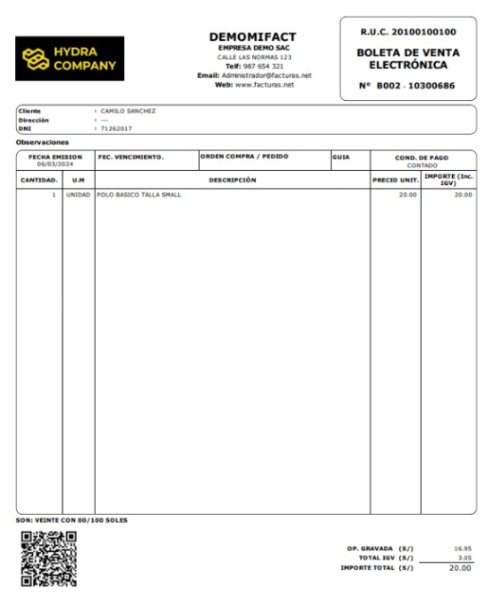 HYDRA
COMPANY
DEMOMIFACT
EMPRESA DEMO SAC
CALLE LAS NORMAS 123
Telf: 987 654 321
Email: Administrador@facturas.net
Web: www.facturas.net
R.U.C. 20100100100
BOLETA DE VENTA
ELECTRÓNICA
N° B002 - 10300686
Cliente : CAMILO SANCHEZ
Dirección : ---
DNI : 71262017
Observaciones
FECHA EMISION FEC. VENCIMIENTO. ORDEN COMPRA / PEDIDO GUIA COND. DE PAGO
06/03/2024 CONTADO
CANTIDAD. U.M DESCRIPCIÓN PRECIO UNIT. IMPORTE (Inc. IGV)
1 UNIDAD POLO BASICO TALLA SMALL 20.00 20.00
SON: VEINTE CON 00/100 SOLES
OP. GRAVADA (S/) 16.95
TOTAL IGV (S/) 3.05
IMPORTE TOTAL (S/) 20.00